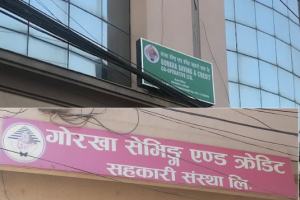 GORKHA SAVING & CREDIT
CO-OPERATIVE LTD.
गोरखा सेभिङ्ग एण्ड क्रेडिट
सहकारी संस्था लि.